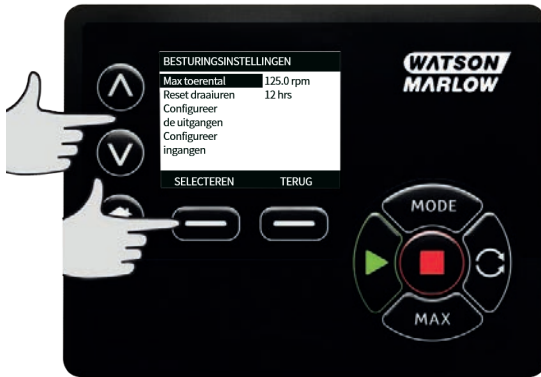 BESTURINGSINSTELLINGEN
Max toerental 125.0 rpm
Reset draaiuren 12 hrs
Configureer
de uitgangen
Configureer
ingangen
SELECTEREN TERUG
WATSON
MARLOW
MODE
MAX